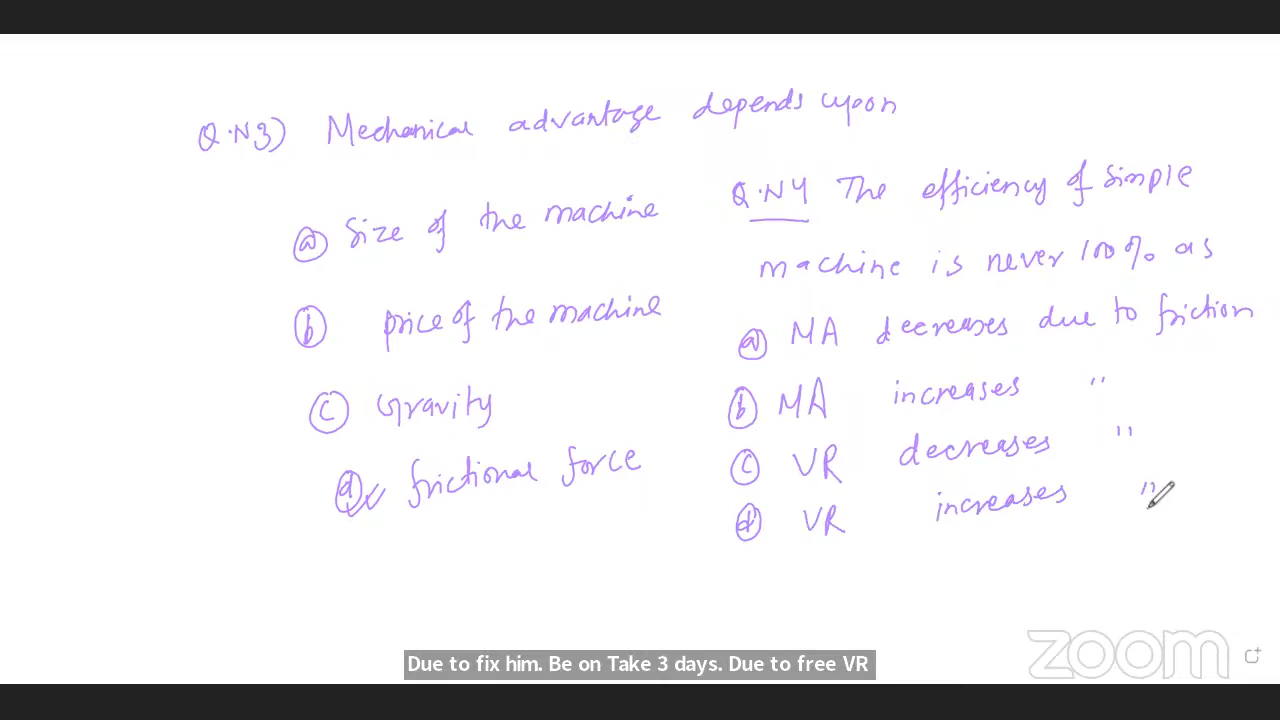 Q.N3) Mechanical advantage depends upon
a) Size of the machine
b) price of the machine
c) Gravity
d) frictional force
Q.N4 The efficiency of simple
machine is never 100% as
a) MA decreases due to friction
b) MA increases "
c) VR decreases "
d) VR increases "
zoom
Due to fix him. Be on Take 3 days. Due to free VR